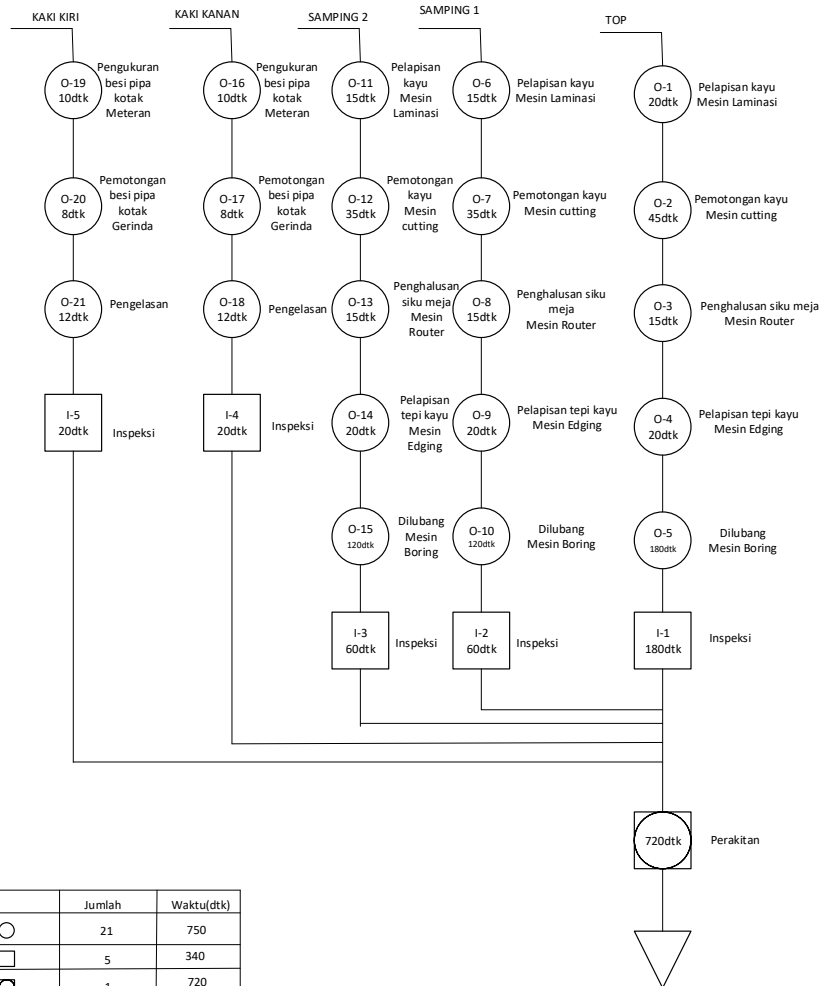 KAKI KIRI
O-19
10dtk
Pengukuran
besi pipa
kotak
Meteran
O-20
8dtk
Pemotongan
besi pipa
kotak
Gerinda
O-21
12dtk
Pengelasan
I-5
20dtk
Inspeksi
KAKI KANAN
O-16
10dtk
Pengukuran
besi pipa
kotak
Meteran
O-17
8dtk
Pemotongan
besi pipa
kotak
Gerinda
O-18
12dtk
Pengelasan
I-4
20dtk
Inspeksi
SAMPING 2
O-11
15dtk
Pelapisan
kayu
Mesin
Laminasi
O-12
35dtk
Pemotongan
kayu
Mesin
cutting
O-13
15dtk
Penghalusan
siku meja
Mesin
Router
O-14
20dtk
Pelapisan
tepi kayu
Mesin
Edging
O-15
120dtk
Dilubang
Mesin
Boring
I-3
60dtk
Inspeksi
SAMPING 1
O-6
15dtk
Pelapisan kayu
Mesin Laminasi
O-7
35dtk
Pemotongan kayu
Mesin cutting
O-8
15dtk
Penghalusan siku
meja
Mesin Router
O-9
20dtk
Pelapisan tepi kayu
Mesin Edging
O-10
120dtk
Dilubang
Mesin Boring
I-2
60dtk
Inspeksi
TOP
O-1
20dtk
Pelapisan kayu
Mesin Laminasi
O-2
45dtk
Pemotongan kayu
Mesin cutting
O-3
15dtk
Penghalusan siku meja
Mesin Router
O-4
20dtk
Pelapisan tepi kayu
Mesin Edging
O-5
180dtk
Dilubang
Mesin Boring
I-1
180dtk
Inspeksi
720dtk
Perakitan
Jumlah Waktu(dtk)
21 750
5 340
1 720